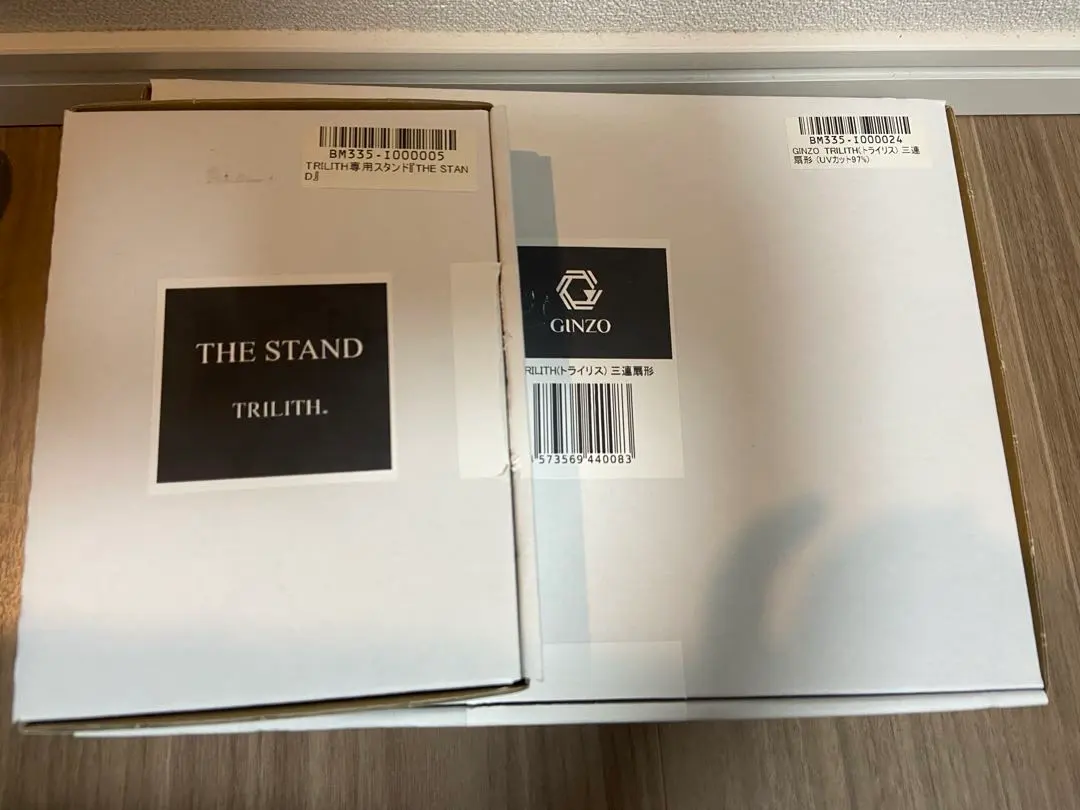 BM335-I000005
TRILITH専用スタンド『THE STAN
D』
THE STAND
TRILITH.
BM335-I000024
GINZO TRILITH(トライリス) 三連
扇形 (UVカット97%)
GINZO
RILITH(トライリス) 三連扇形
573569 440083